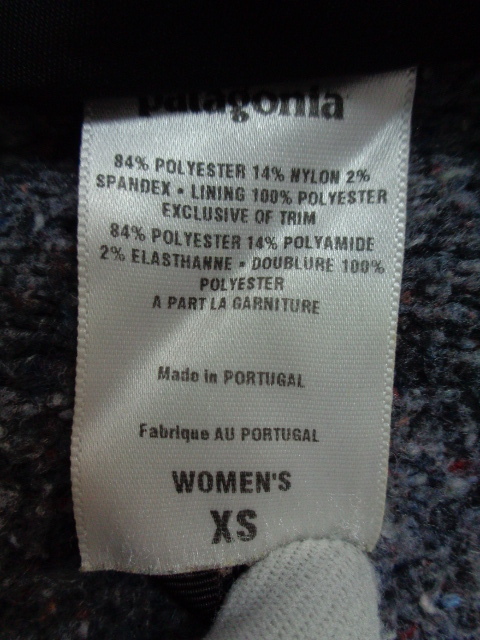 patagonia
84% POLYESTER 14% NYLON 2%
SPANDEX • LINING 100% POLYESTER
EXCLUSIVE OF TRIM
84% POLYESTER 14% POLYAMIDE
2% ELASTHANNE • DOUBLURE 100%
POLYESTER
A PART LA GARNITURE
Made in PORTUGAL
Fabrique AU PORTUGAL
WOMEN'S
XS